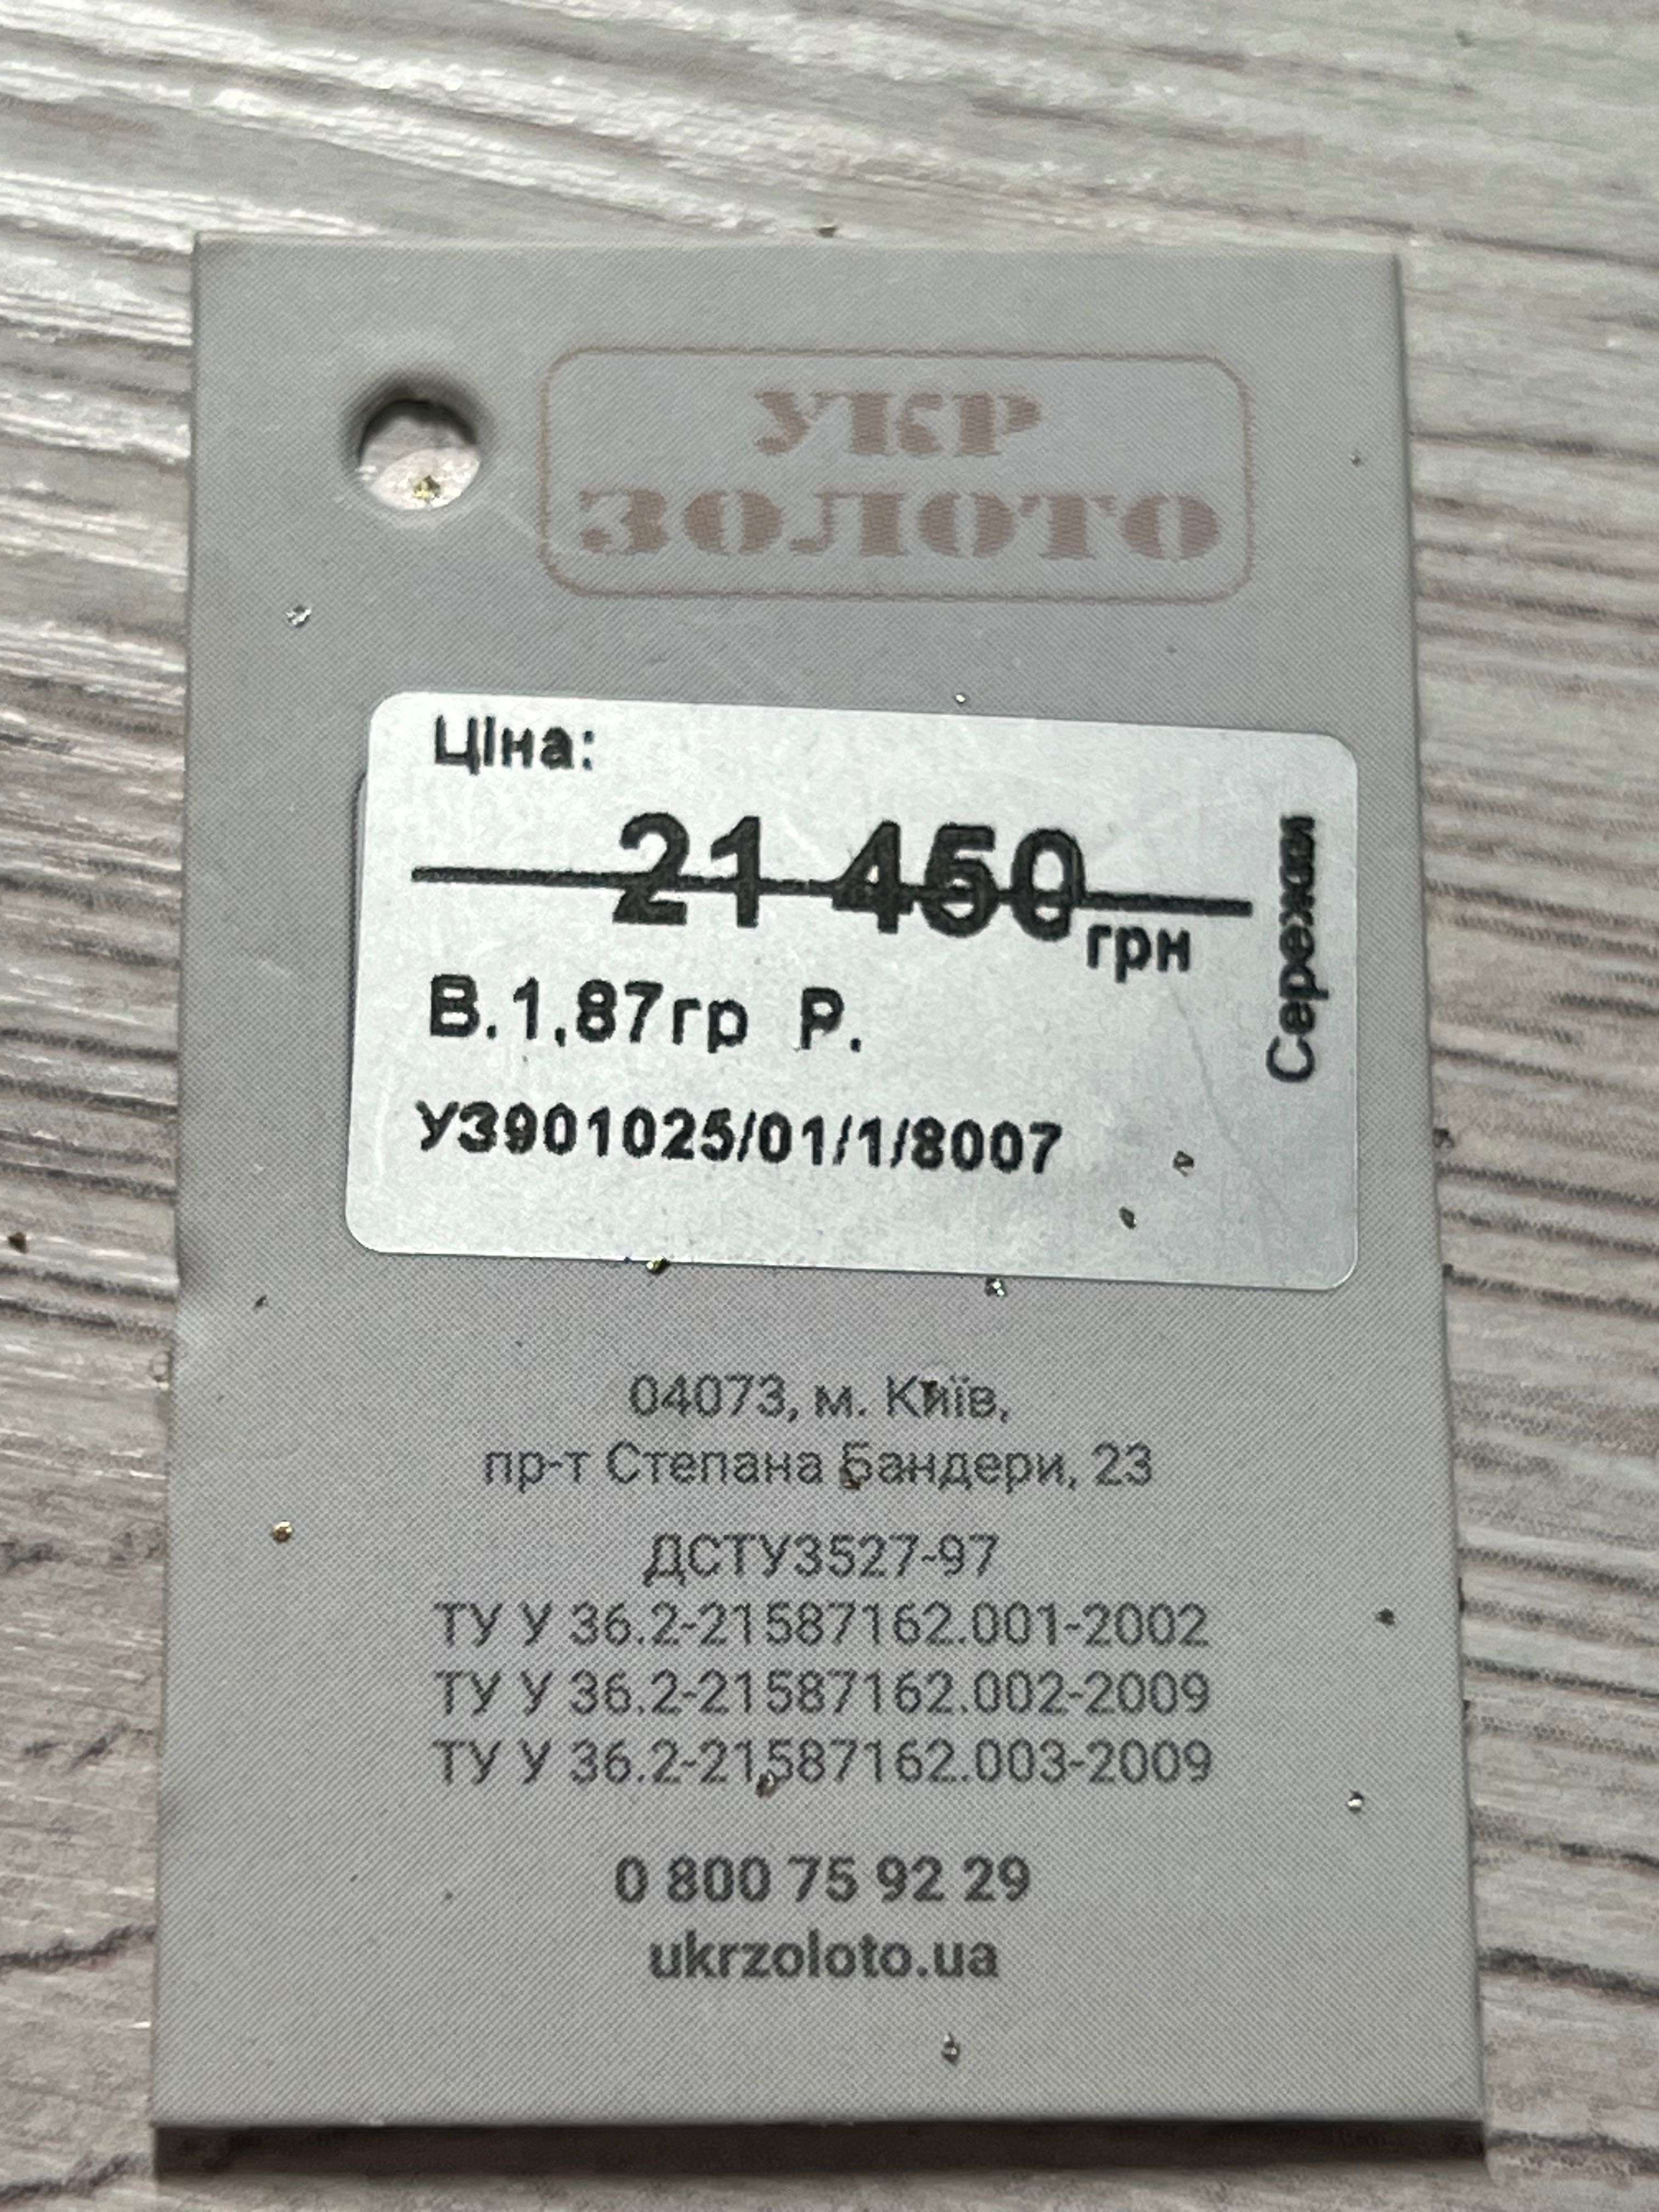 УКР
ЗОЛОТО
Ціна:
21 450 грн
Сережки
В.1,87гр Р.
УЗ901025/01/1/8007
04073, м. Київ,
пр-т Степана Бандери, 23
ДСТУ3527-97
ТУ У 36.2-21587162.001-2002
ТУ У 36.2-21587162.002-2009
ТУ У 36.2-21587162.003-2009
0 800 75 92 29
ukrzoloto.ua